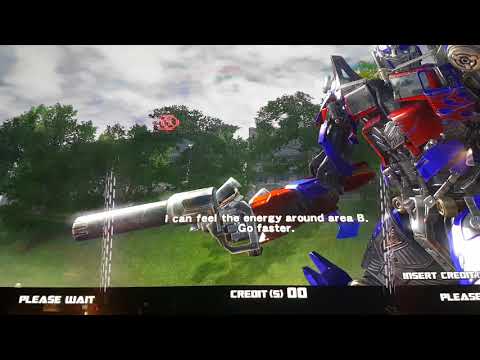 I can feel the energy around area B.
Go faster.
INSERT CREDIT
PLEASE WAIT
CREDIT(S) 00
PLEASE